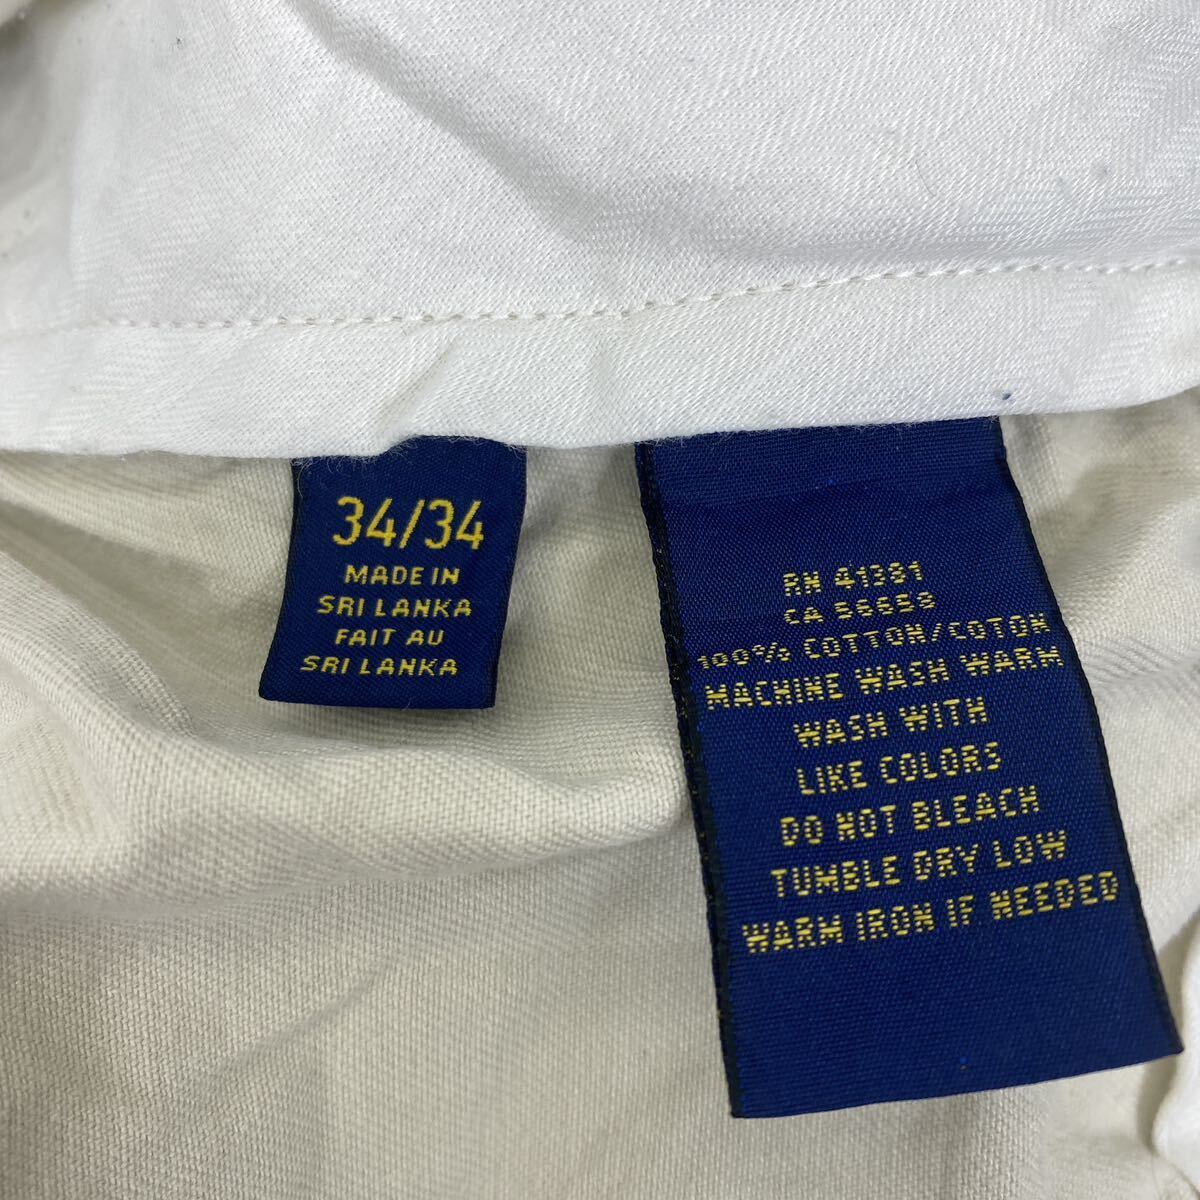 34/34
MADE IN
SRI LANKA
FAIT AU
SRI LANKA
RN 41381
CA 56658
100% COTTON/COTON
MACHINE WASH WARM
WASH WITH
LIKE COLORS
DO NOT BLEACH
TUMBLE DRY LOW
WARM IRON IF NEEDED